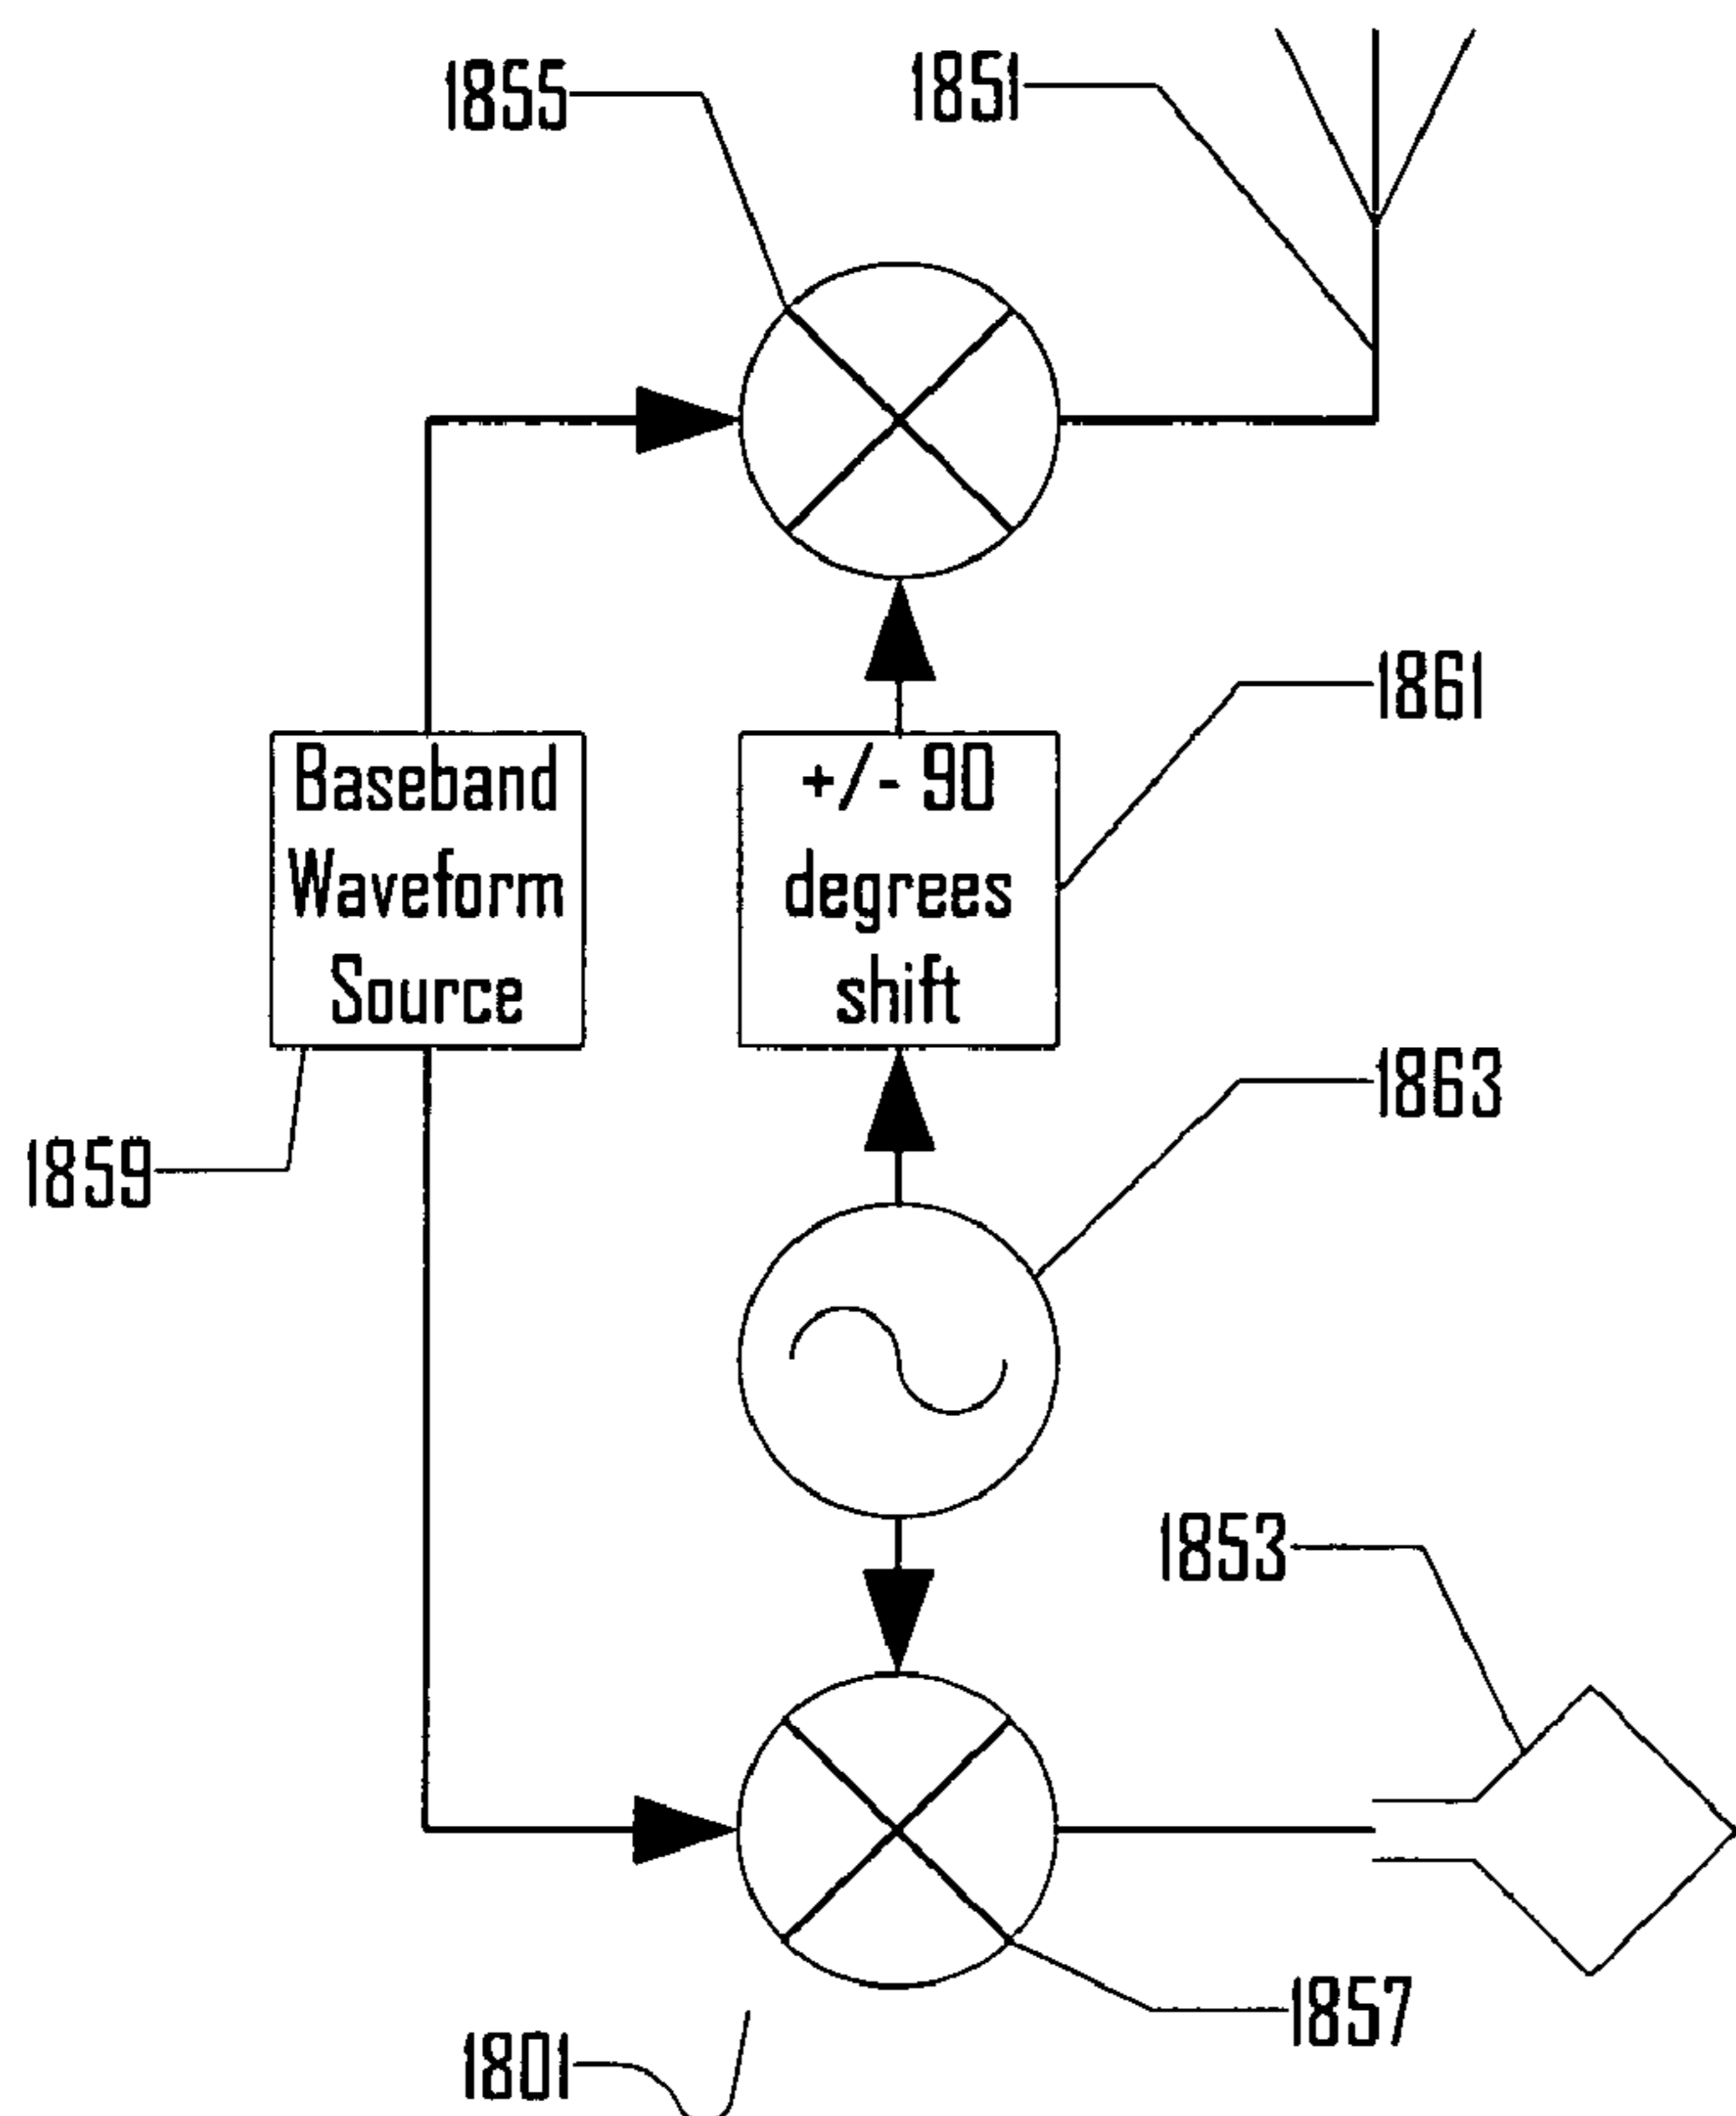 1855
1851
1861
Baseband
Waveform
Source
+/- 90
degrees
shift
1863
1859
1853
1857
1801